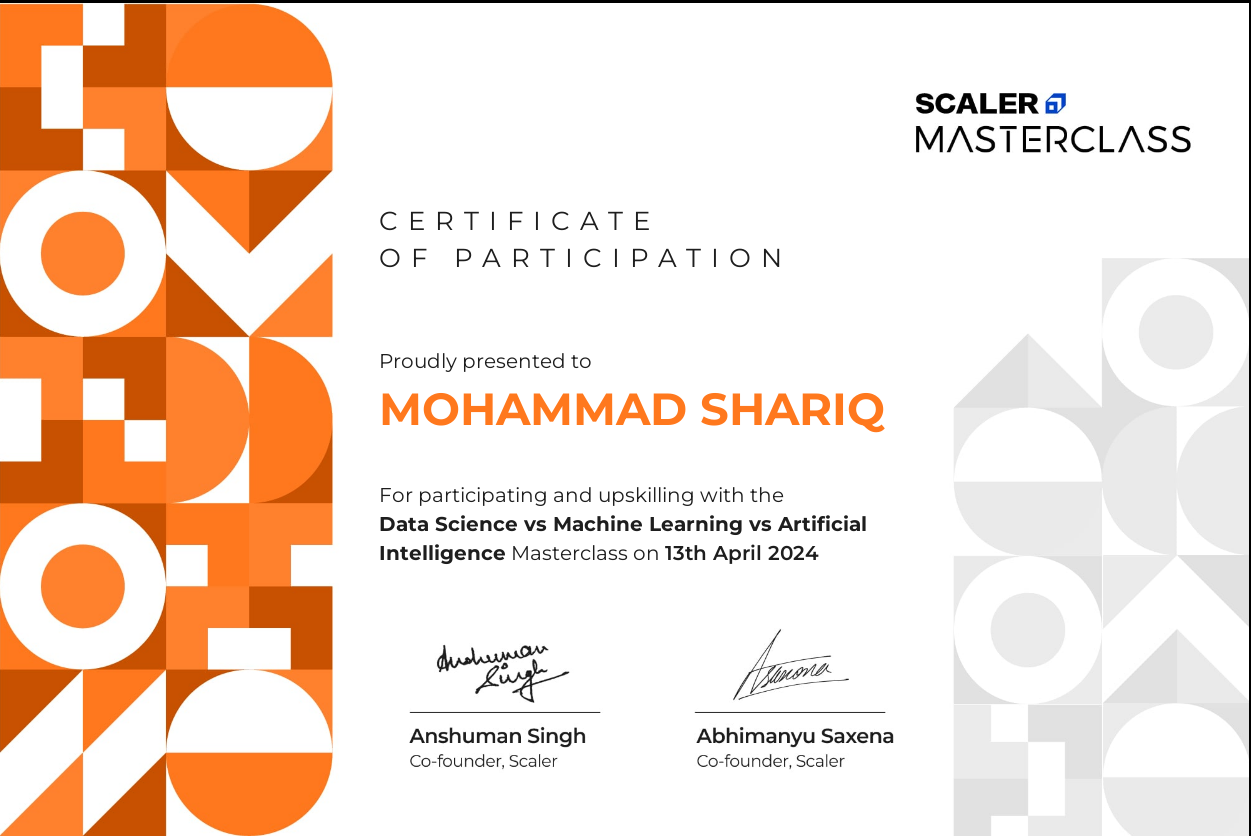 SCALER
MASTERCLASS
CERTIFICATE
OF PARTICIPATION
Proudly presented to
MOHAMMAD SHARIQ
For participating and upskilling with the
Data Science vs Machine Learning vs Artificial
Intelligence Masterclass on 13th April 2024
Anshuman
Singh
Asaxena
Anshuman Singh
Co-founder, Scaler
Abhimanyu Saxena
Co-founder, Scaler